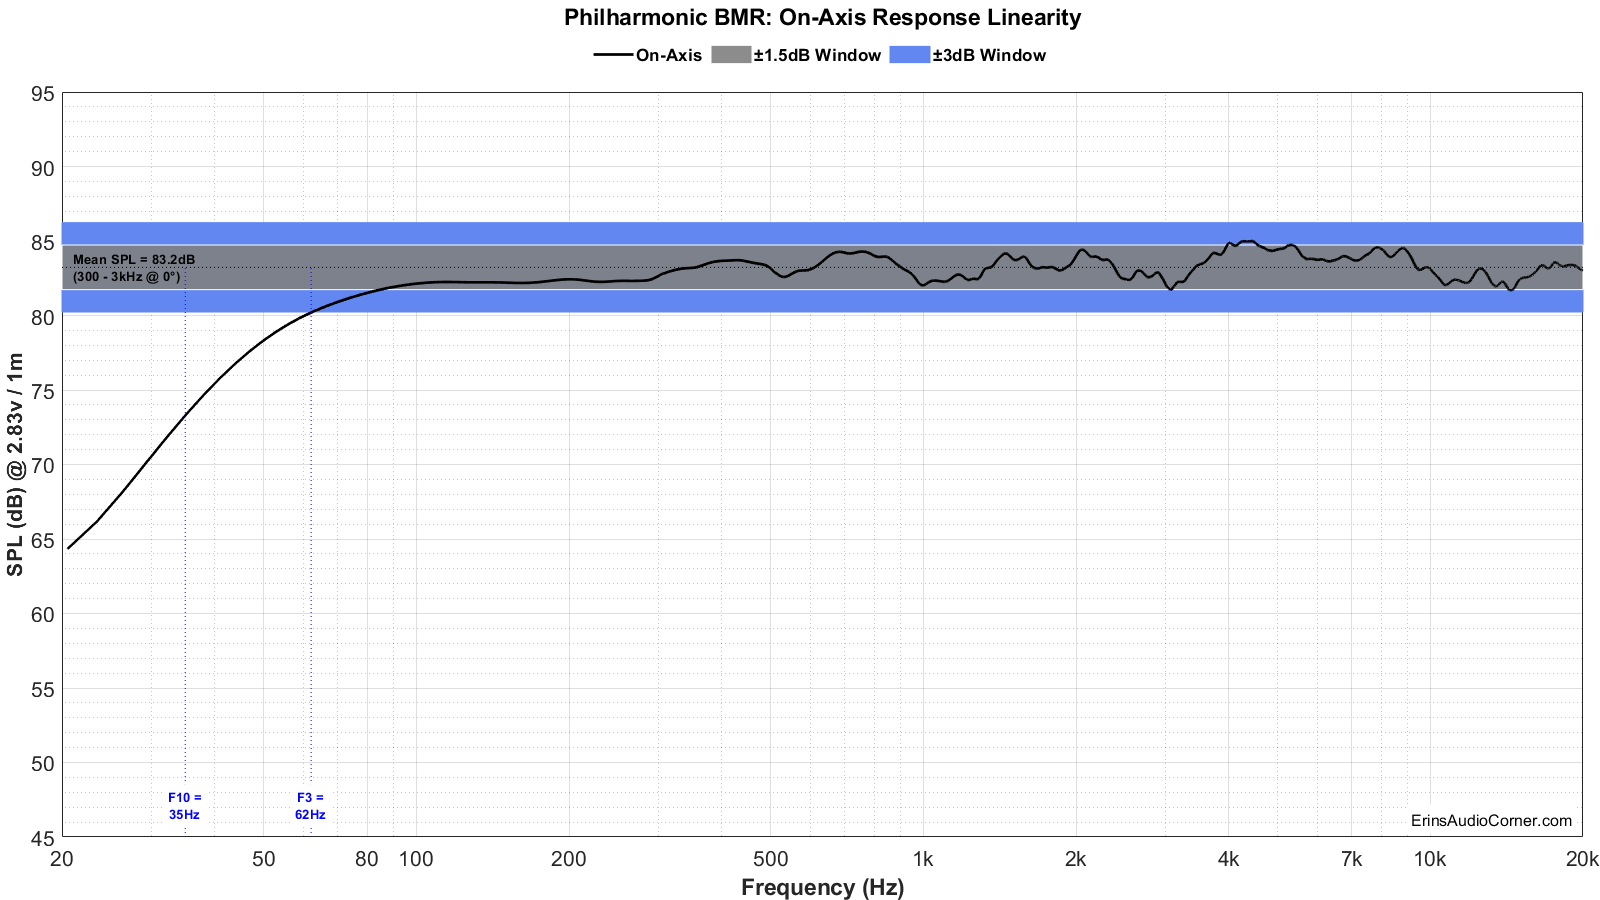 Philharmonic BMR: On-Axis Response Linearity
On-Axis ±1.5dB Window ±3dB Window
95
90
85
80
75
70
65
60
55
50
45
SPL (dB) @ 2.83v / 1m
Mean SPL = 83.2dB
(300 - 3kHz @ 0°)
F10 =
35Hz
F3 =
62Hz
ErinsAudioCorner.com
20 50 80 100 200 500 1k 2k 4k 7k 10k 20k
Frequency (Hz)